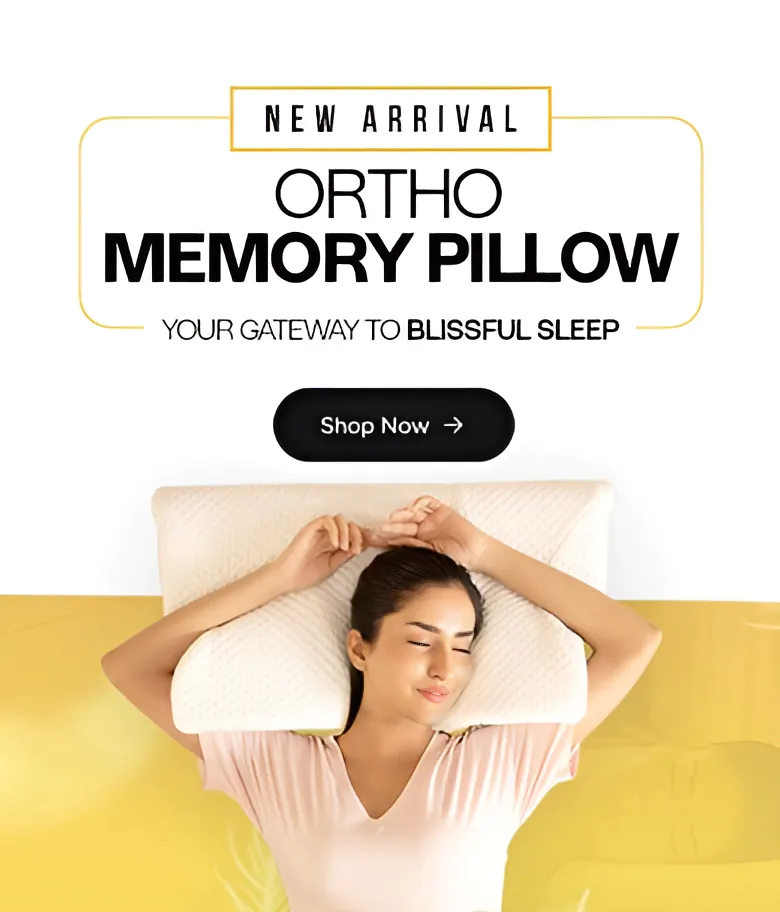 NEW ARRIVAL
ORTHO
MEMORY PILLOW
YOUR GATEWAY TO BLISSFUL SLEEP
Shop Now →